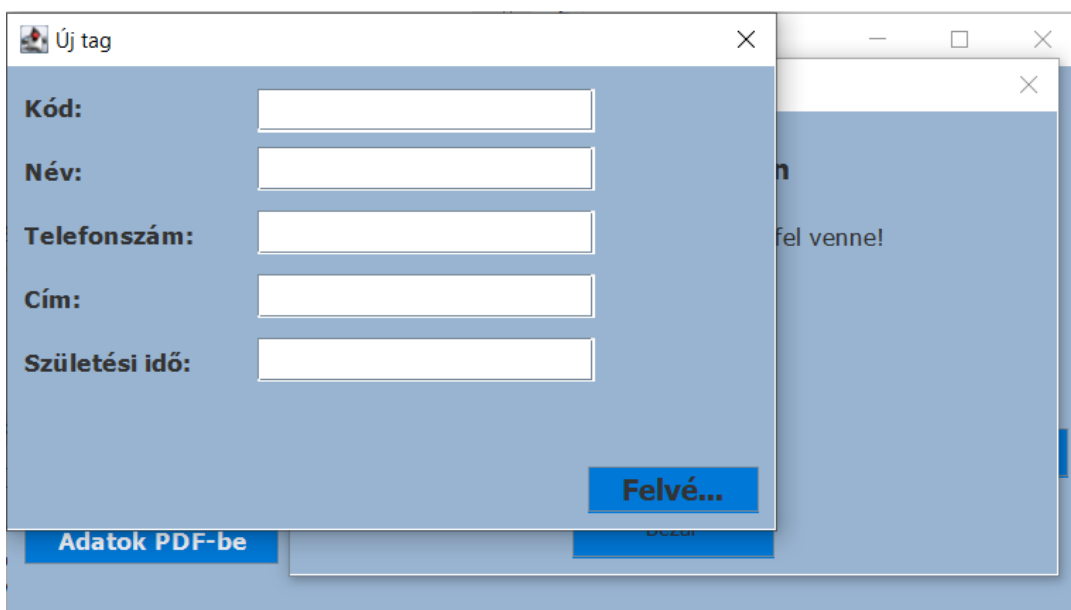 Új tag
Kód:
n
Név:
Telefonszám:
fel venne!
Cím:
Születési idő:
Felvé...
Adatok PDF-be